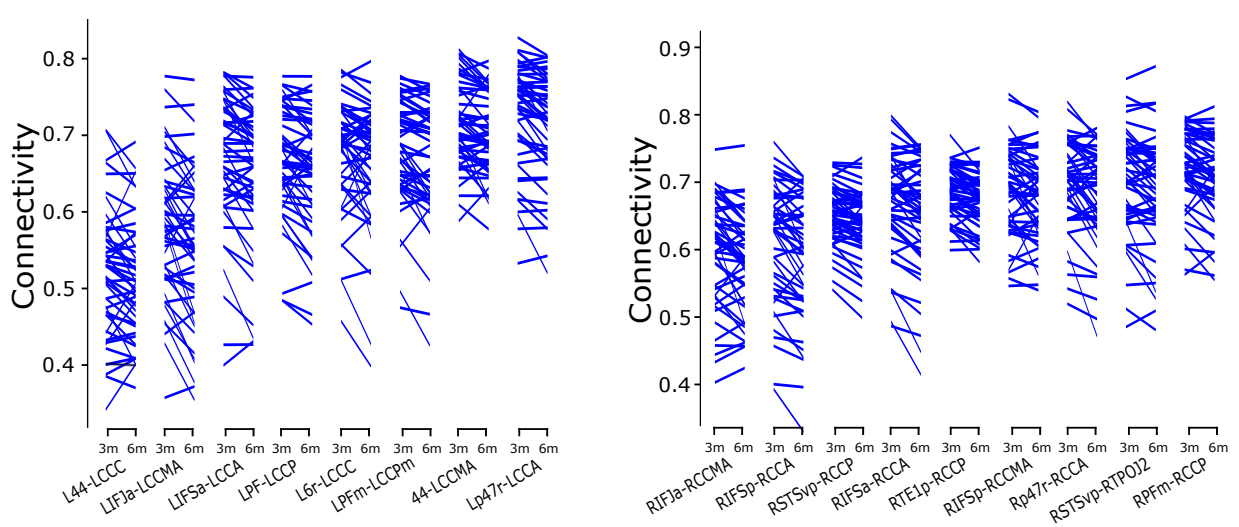 Connectivity
0.8
0.7
0.6
0.5
0.4
3m 6m 3m 6m 3m 6m 3m 6m 3m 6m 3m 6m 3m 6m 3m 6m
L44-LCCC
LIFJa-LCCMA
LIFSa-LCCA
LPF-LCCP
L6r-LCCC
LPFm-LCCPm
44-LCCMA
Lp47r-LCCA
Connectivity
0.9
0.8
0.7
0.6
0.5
0.4
3m 6m 3m 6m 3m 6m 3m 6m 3m 6m 3m 6m 3m 6m 3m 6m 3m 6m
RIFJa-RCCMA
RIFSp-RCCA
RSTSvp-RCCP
RIFSa-RCCA
RTE1p-RCCP
RIFSp-RCCMA
Rp47r-RCCA
RSTSvp-RTPOJ2
RPFm-RCCP